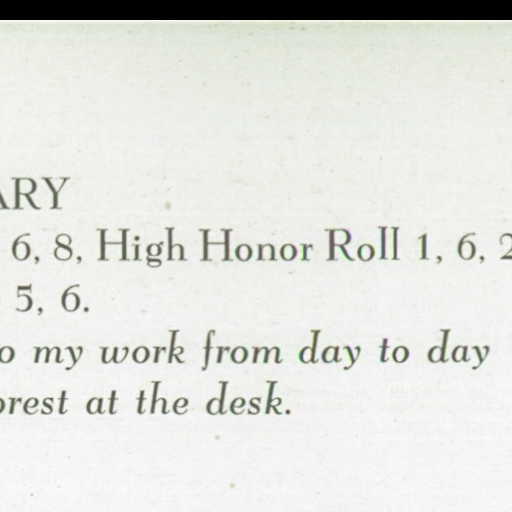 ARY
6, 8, High Honor Roll 1, 6, 2
5, 6.
o my work from day to day
orest at the desk.